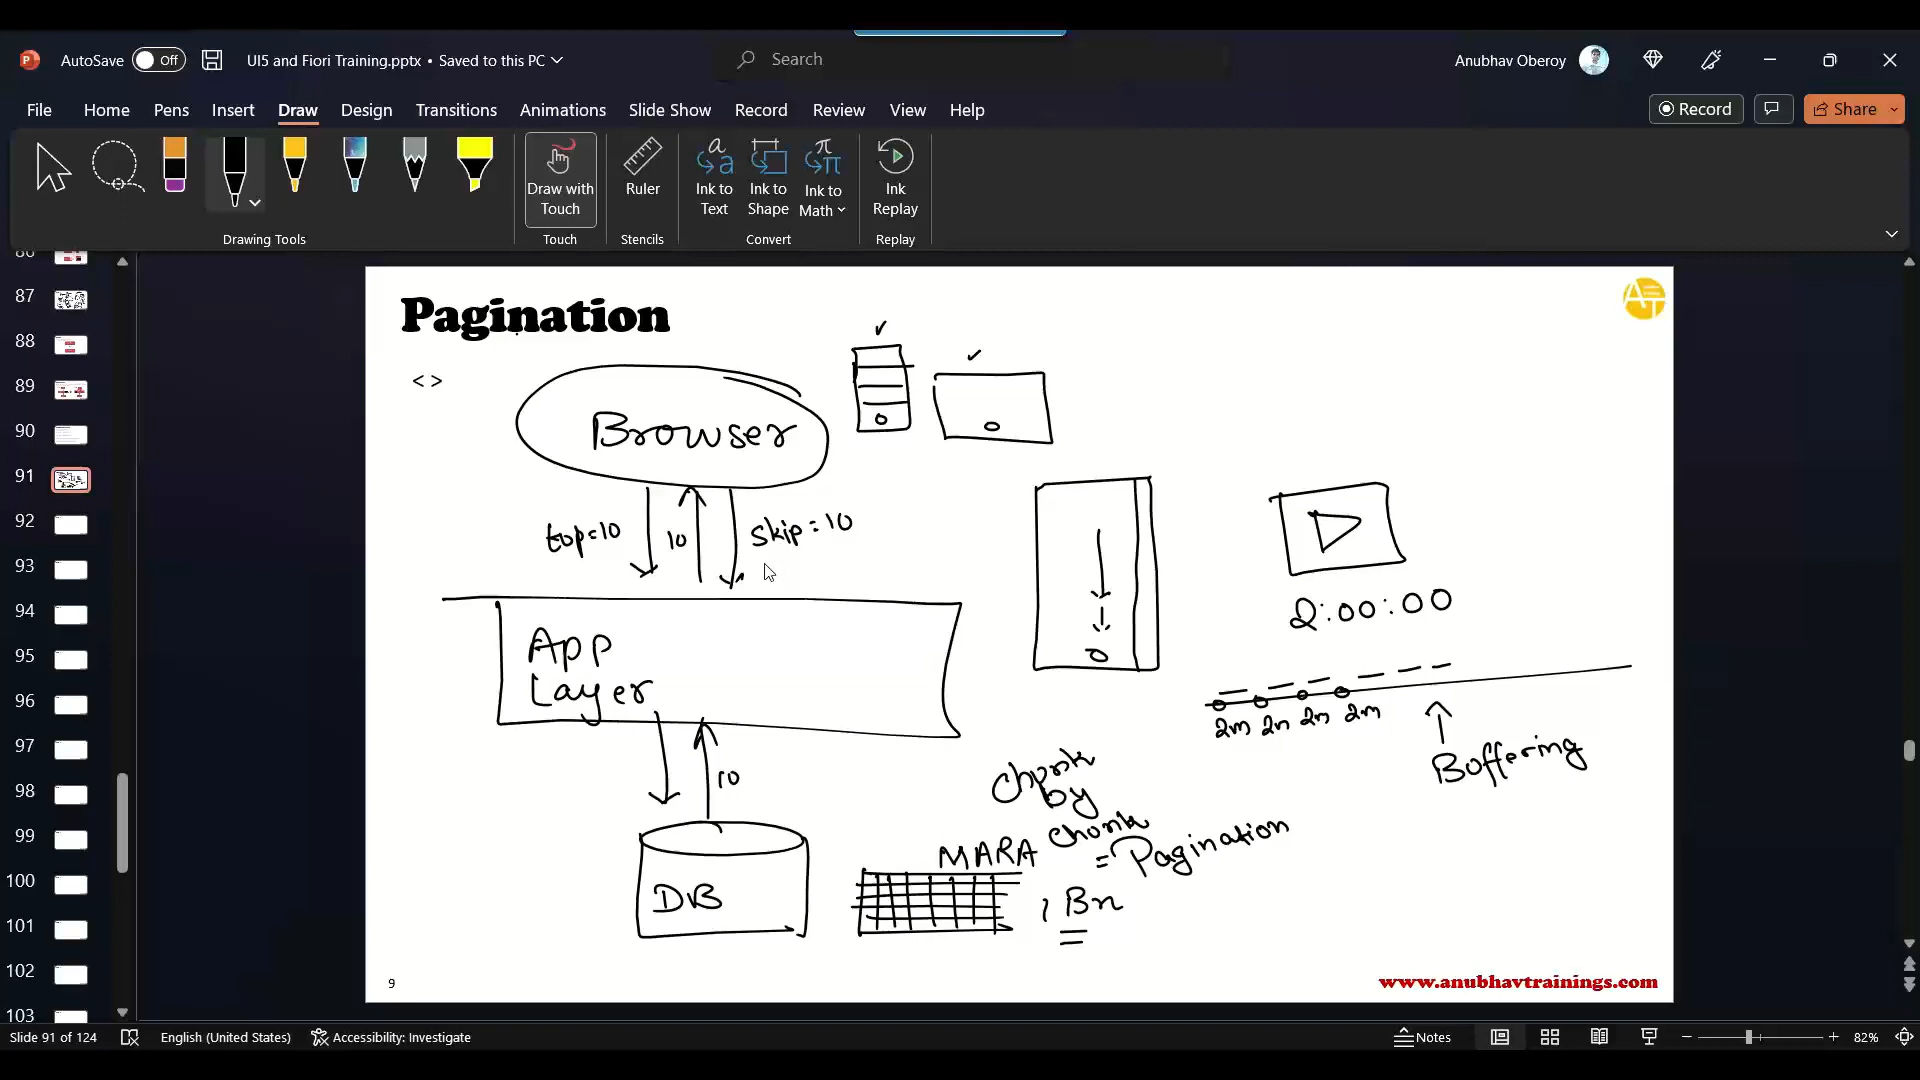 AutoSave Off UI5 and Fiori Training.pptx • Saved to this PC Search Anubhav Oberoy
File Home Pens Insert Draw Design Transitions Animations Slide Show Record Review View Help Record Share
Draw with Touch
Ruler
Ink to Text
Ink to Shape
Ink to Math
Ink Replay
Drawing Tools Touch Stencils Convert Replay
86
87
88
89
90
91
92
93
94
95
96
97
98
99
100
101
102
103
Pagination
< >
Browser
top=10 10 skip=10
App
Layer
10
DB
MARA
1 Bn
Chonk
by
chonk
= Pagination
2:00:00
2m 2m 2m 2m
Boffering
9
www.anubhavtrainings.com
AT
Slide 91 of 124 English (United States) Accessibility: Investigate Notes 82%